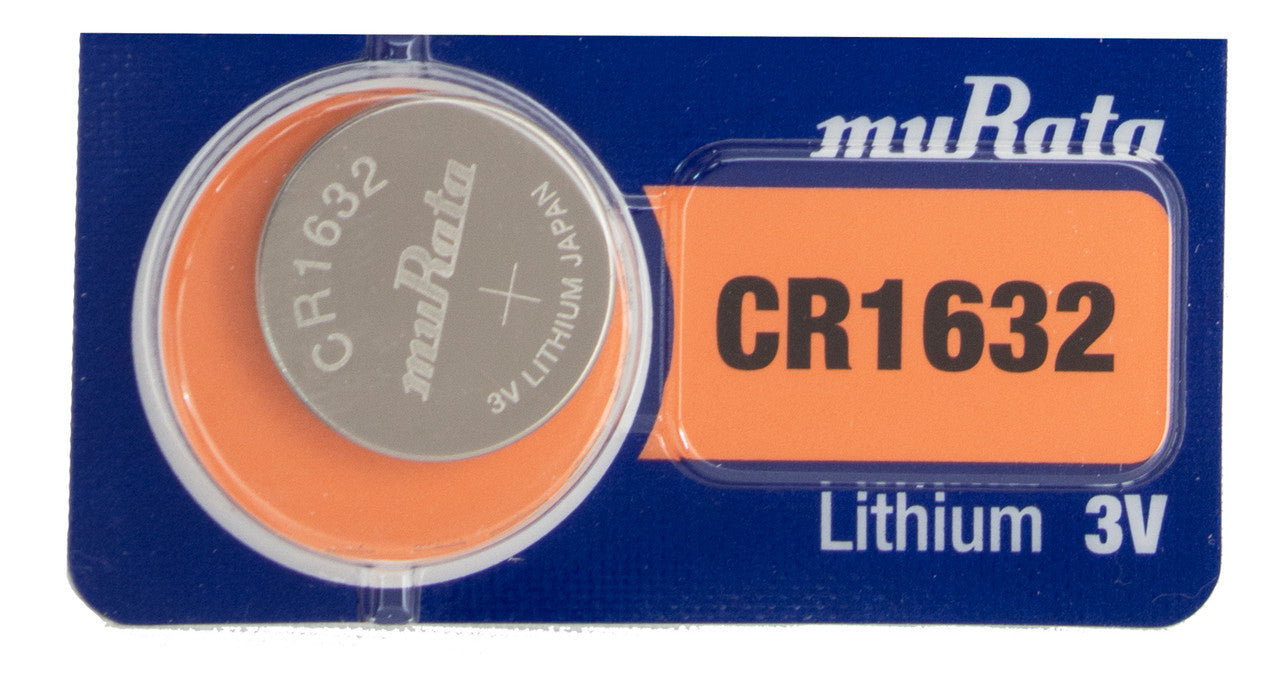 muRata
CR1632
Lithium 3V
CR1632
muRata
+
3V LITHIUM JAPAN